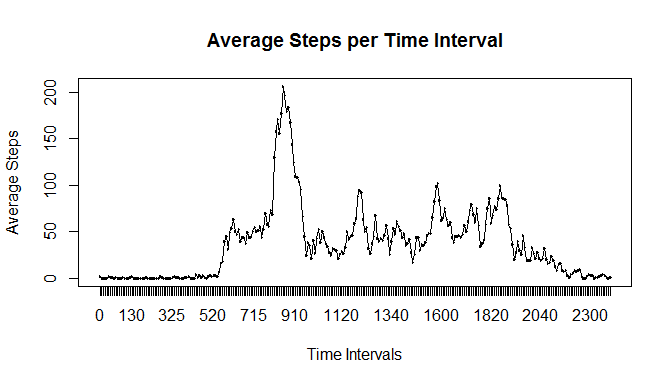 Average Steps per Time Interval
Average Steps
200
150
100
50
0
0 130 325 520 715 910 1120 1340 1600 1820 2040 2300
Time Intervals